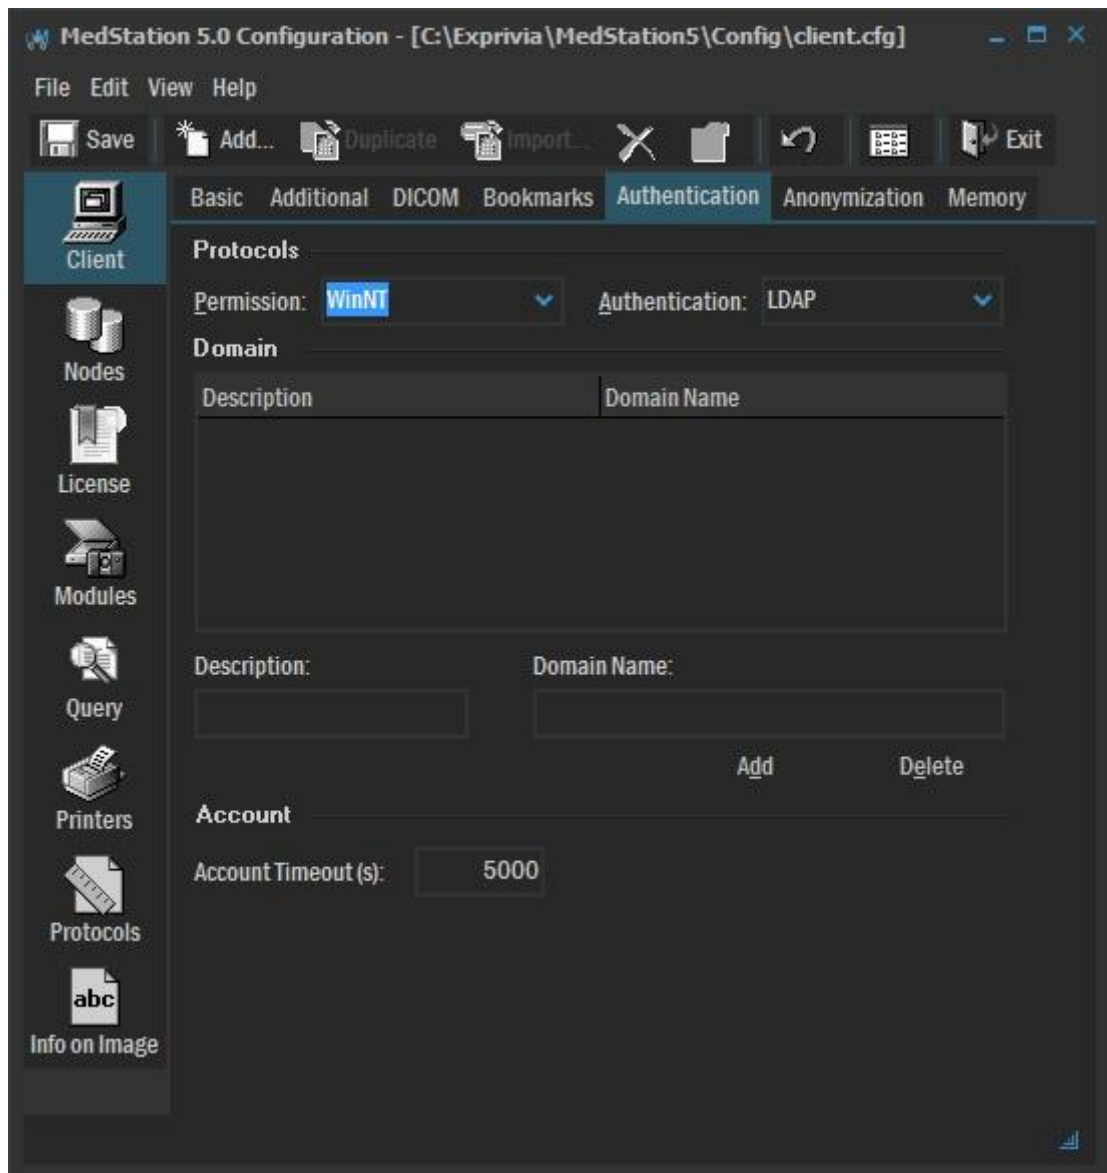 MedStation 5.0 Configuration - [C:\Exprivia\MedStation5\Config\client.cfg]
File Edit View Help
Save Add... Duplicate Import... Exit
Client
Nodes
License
Modules
Query
Printers
Protocols
abc
Info on Image
Basic Additional DICOM Bookmarks Authentication Anonymization Memory
Protocols
Permission: WinNT Authentication: LDAP
Domain
Description Domain Name
Description: Domain Name:
Add Delete
Account
Account Timeout (s): 5000